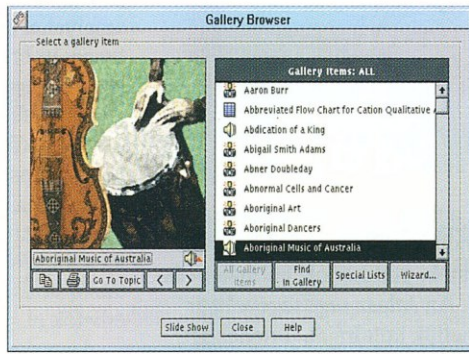 Gallery Browser
Select a gallery item
Gallery Items: ALL
Aaron Burr
Abbreviated Flow Chart for Cation Qualitative
Abdication of a King
Abigail Smith Adams
Abner Doubleday
Abnormal Cells and Cancer
Aboriginal Art
Aboriginal Dancers
Aboriginal Music of Australia
Aboriginal Music of Australia
Go To Topic < >
All Gallery Items
Find in Gallery
Special Lists
Wizard...
Slide Show Close Help